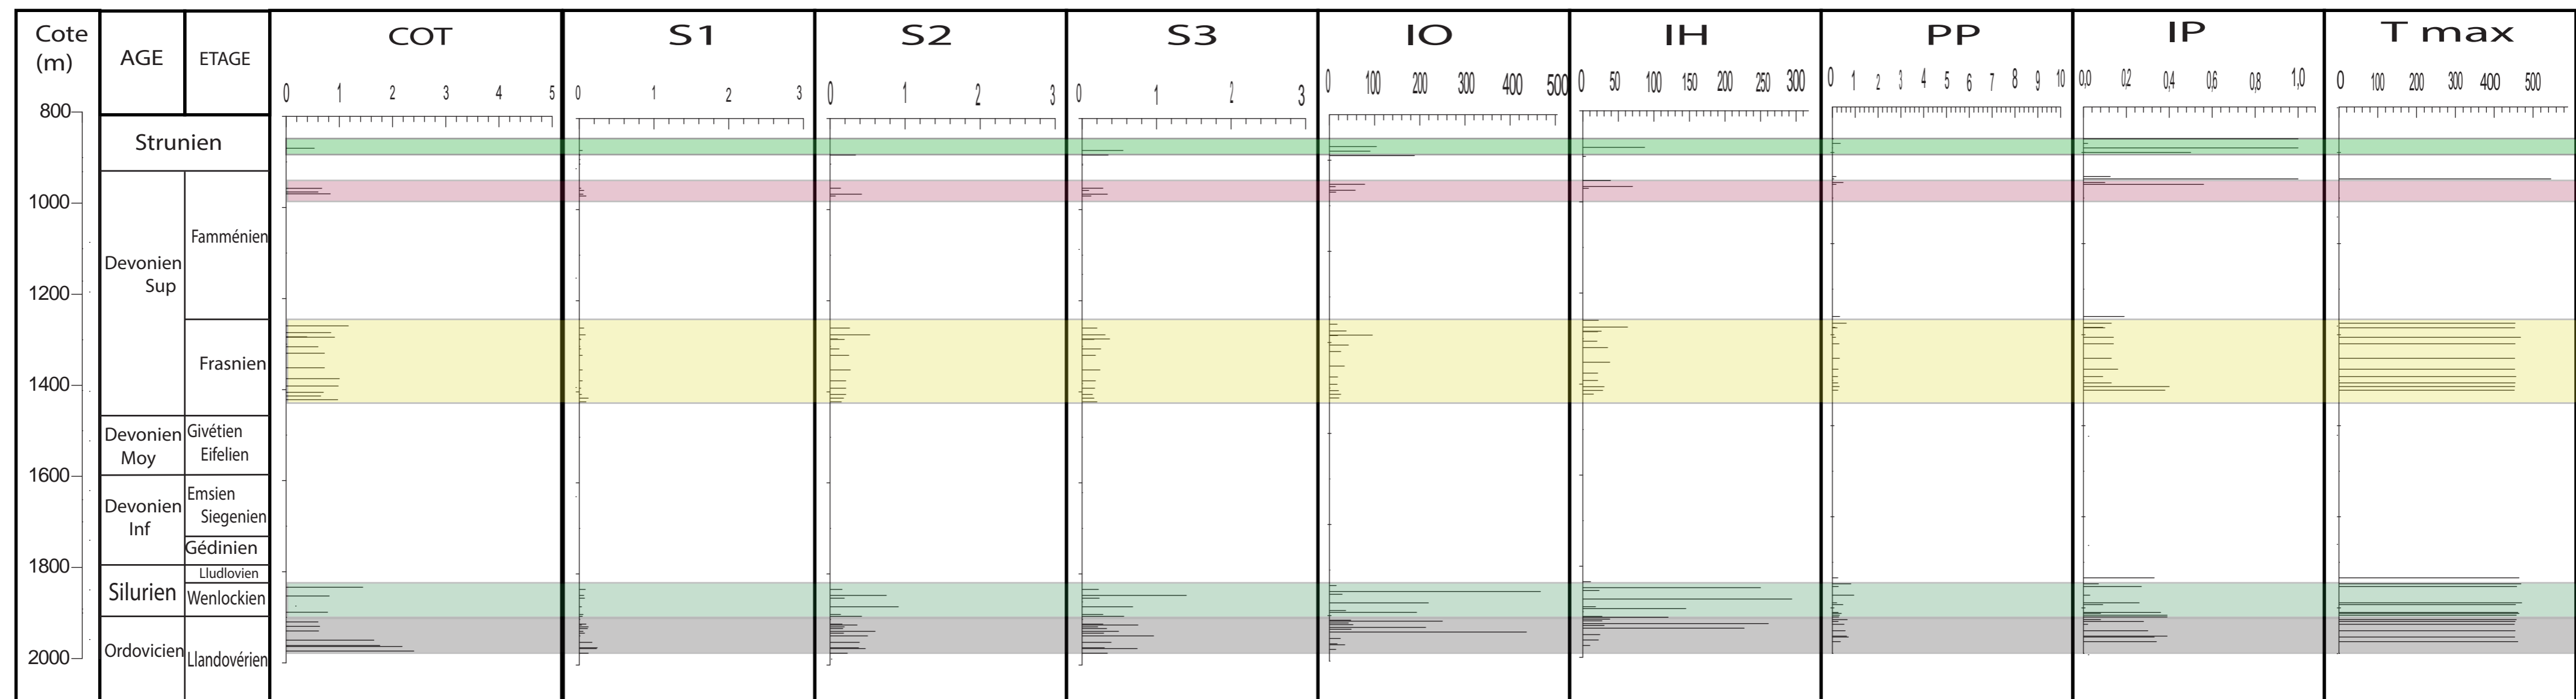 Cote
(m)
AGE
ETAGE
COT
S1
S2
S3
IO
IH
PP
IP
T max
0 1 2 3 4 5
0 1 2 3
0 1 2 3
0 1 2 3
0 100 200 300 400 500
0 50 100 150 200 250 300
0 1 2 3 4 5 6 7 8 9 10
0,0 0,2 0,4 0,6 0,8 1,0
0 100 200 300 400 500
800
1000
1200
1400
1600
1800
2000
Strunien
Devonien
Sup
Famménien
Frasnien
Devonien
Moy
Givétien
Eifelien
Devonien
Inf
Emsien
Siegenien
Gédinien
Silurien
Lludlovien
Wenlockien
Ordovicien
Llandovérien